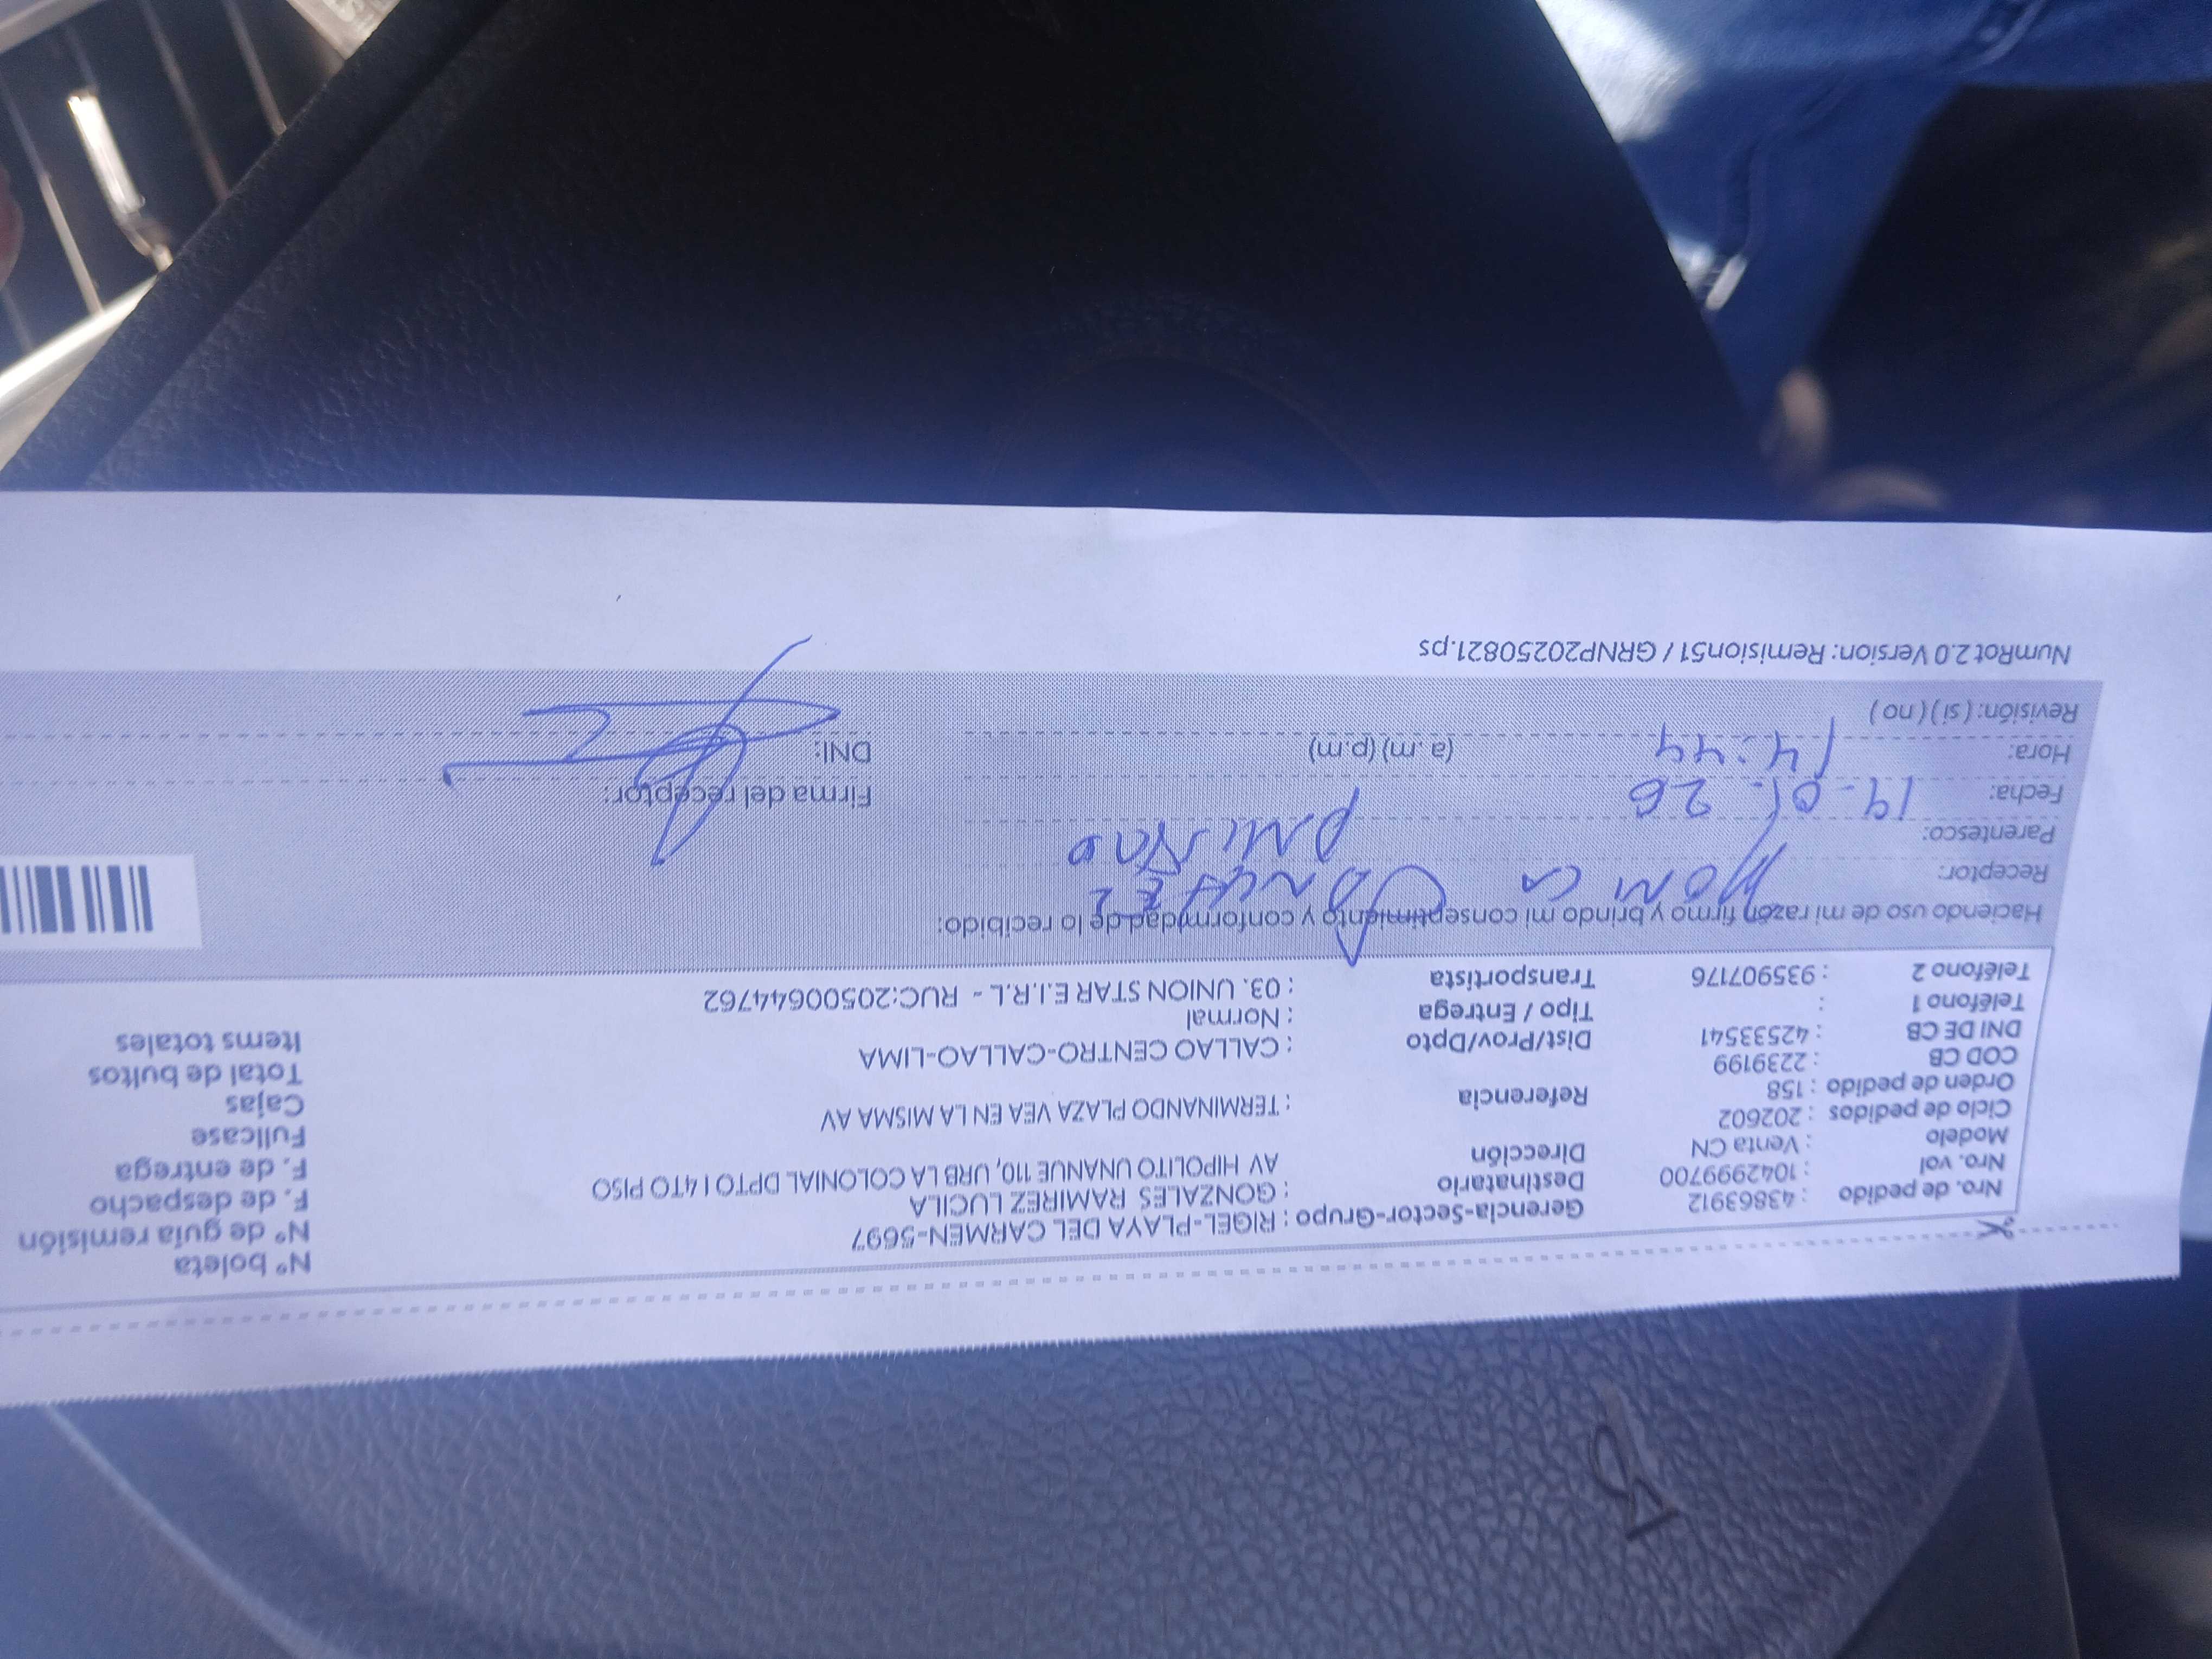 Nº boleta
Nº de guía remisión
F. de despacho
F. de entrega
Fullcase
Cajas
Total de bultos
Items totales
Nro. de pedido : 43863912
Nro. vol : 1042999700
Modelo : Venta CN
Ciclo de pedidos : 202602
Orden de pedido : 158
COD CB : 2239199
DNI DE CB : 42533541
Teléfono 1 :
Teléfono 2 : 935907176
Gerencia-Sector-Grupo : RIGEL-PLAYA DEL CARMEN-5697
Destinatario : GONZALES RAMIREZ LUCILA
Dirección AV HIPOLITO UNANUE 110, URB LA COLONIAL DPTO I 4TO PISO
Referencia : TERMINANDO PLAZA VEA EN LA MISMA AV
Dist/Prov/Dpto : CALLAO CENTRO-CALLAO-LIMA
Tipo / Entrega : Normal
Transportista : 03. UNION STAR E.I.R.L - RUC:20500644762
Haciendo uso de mi razón firmo y brindo mi consentimiento y conformidad de lo recibido:
Receptor:
Parentesco:
Fecha: 19-01-26
Hora: 14:44 (a. m) (p.m)
Revisión: ( si ) ( no )
Firma del receptor:
DNI:
NumRot 2.0 Version: Remision51 / GRNP20250821.ps